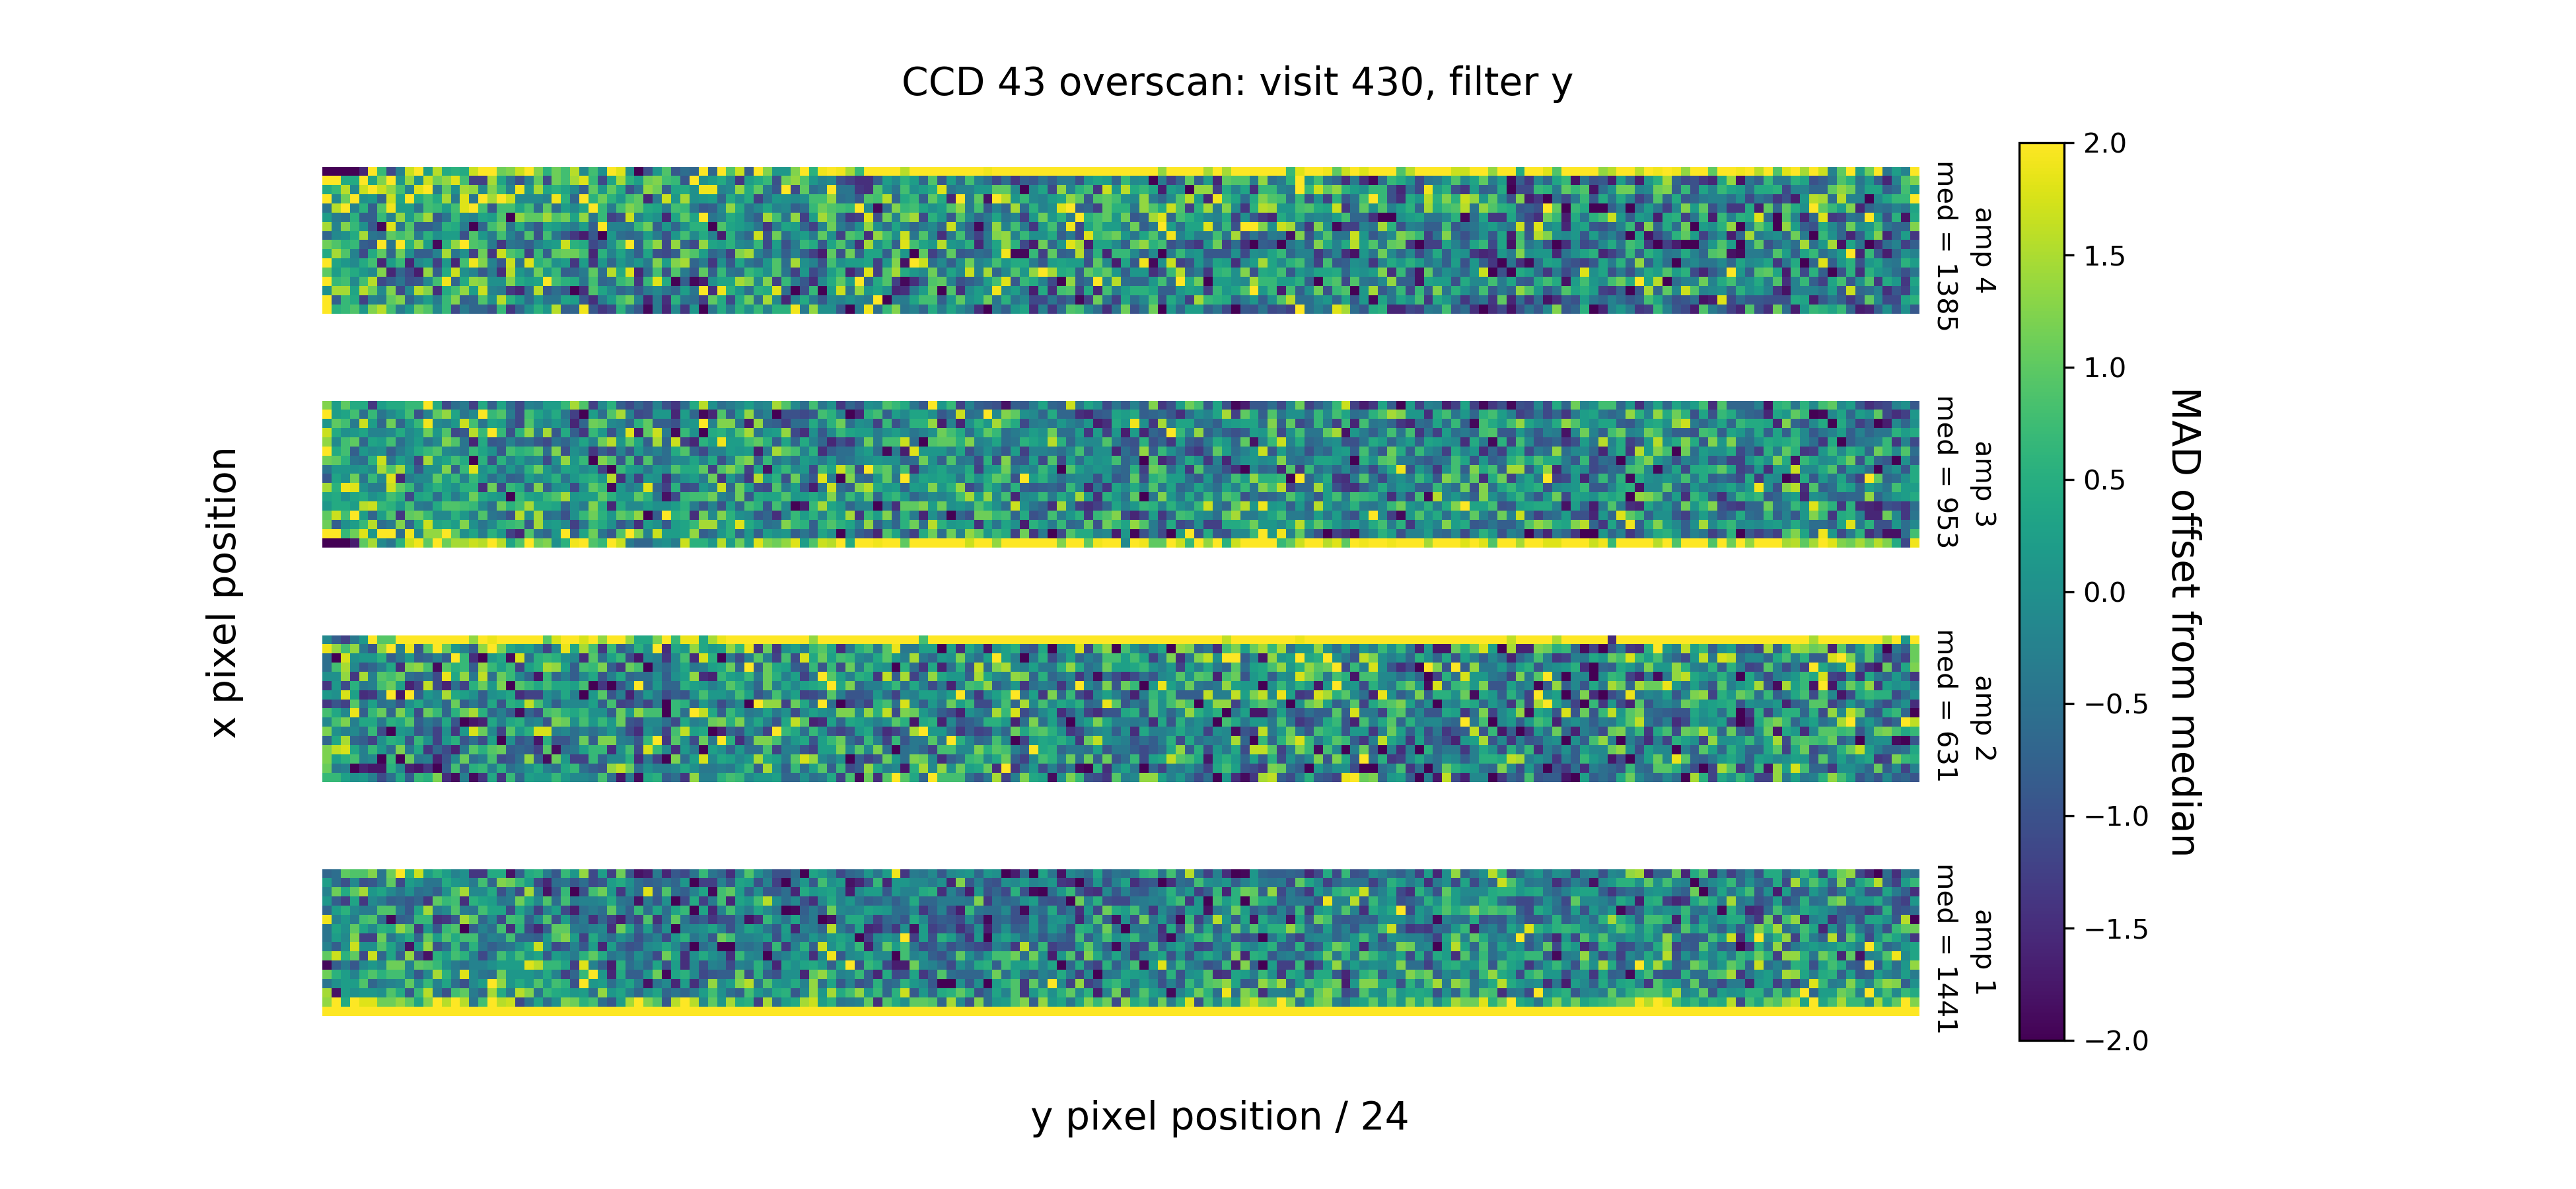 CCD 43 overscan: visit 430, filter y
x pixel position
amp 4
med = 1385
amp 3
med = 953
amp 2
med = 631
amp 1
med = 1441
y pixel position / 24
2.0
1.5
1.0
0.5
0.0
−0.5
−1.0
−1.5
−2.0
MAD offset from median